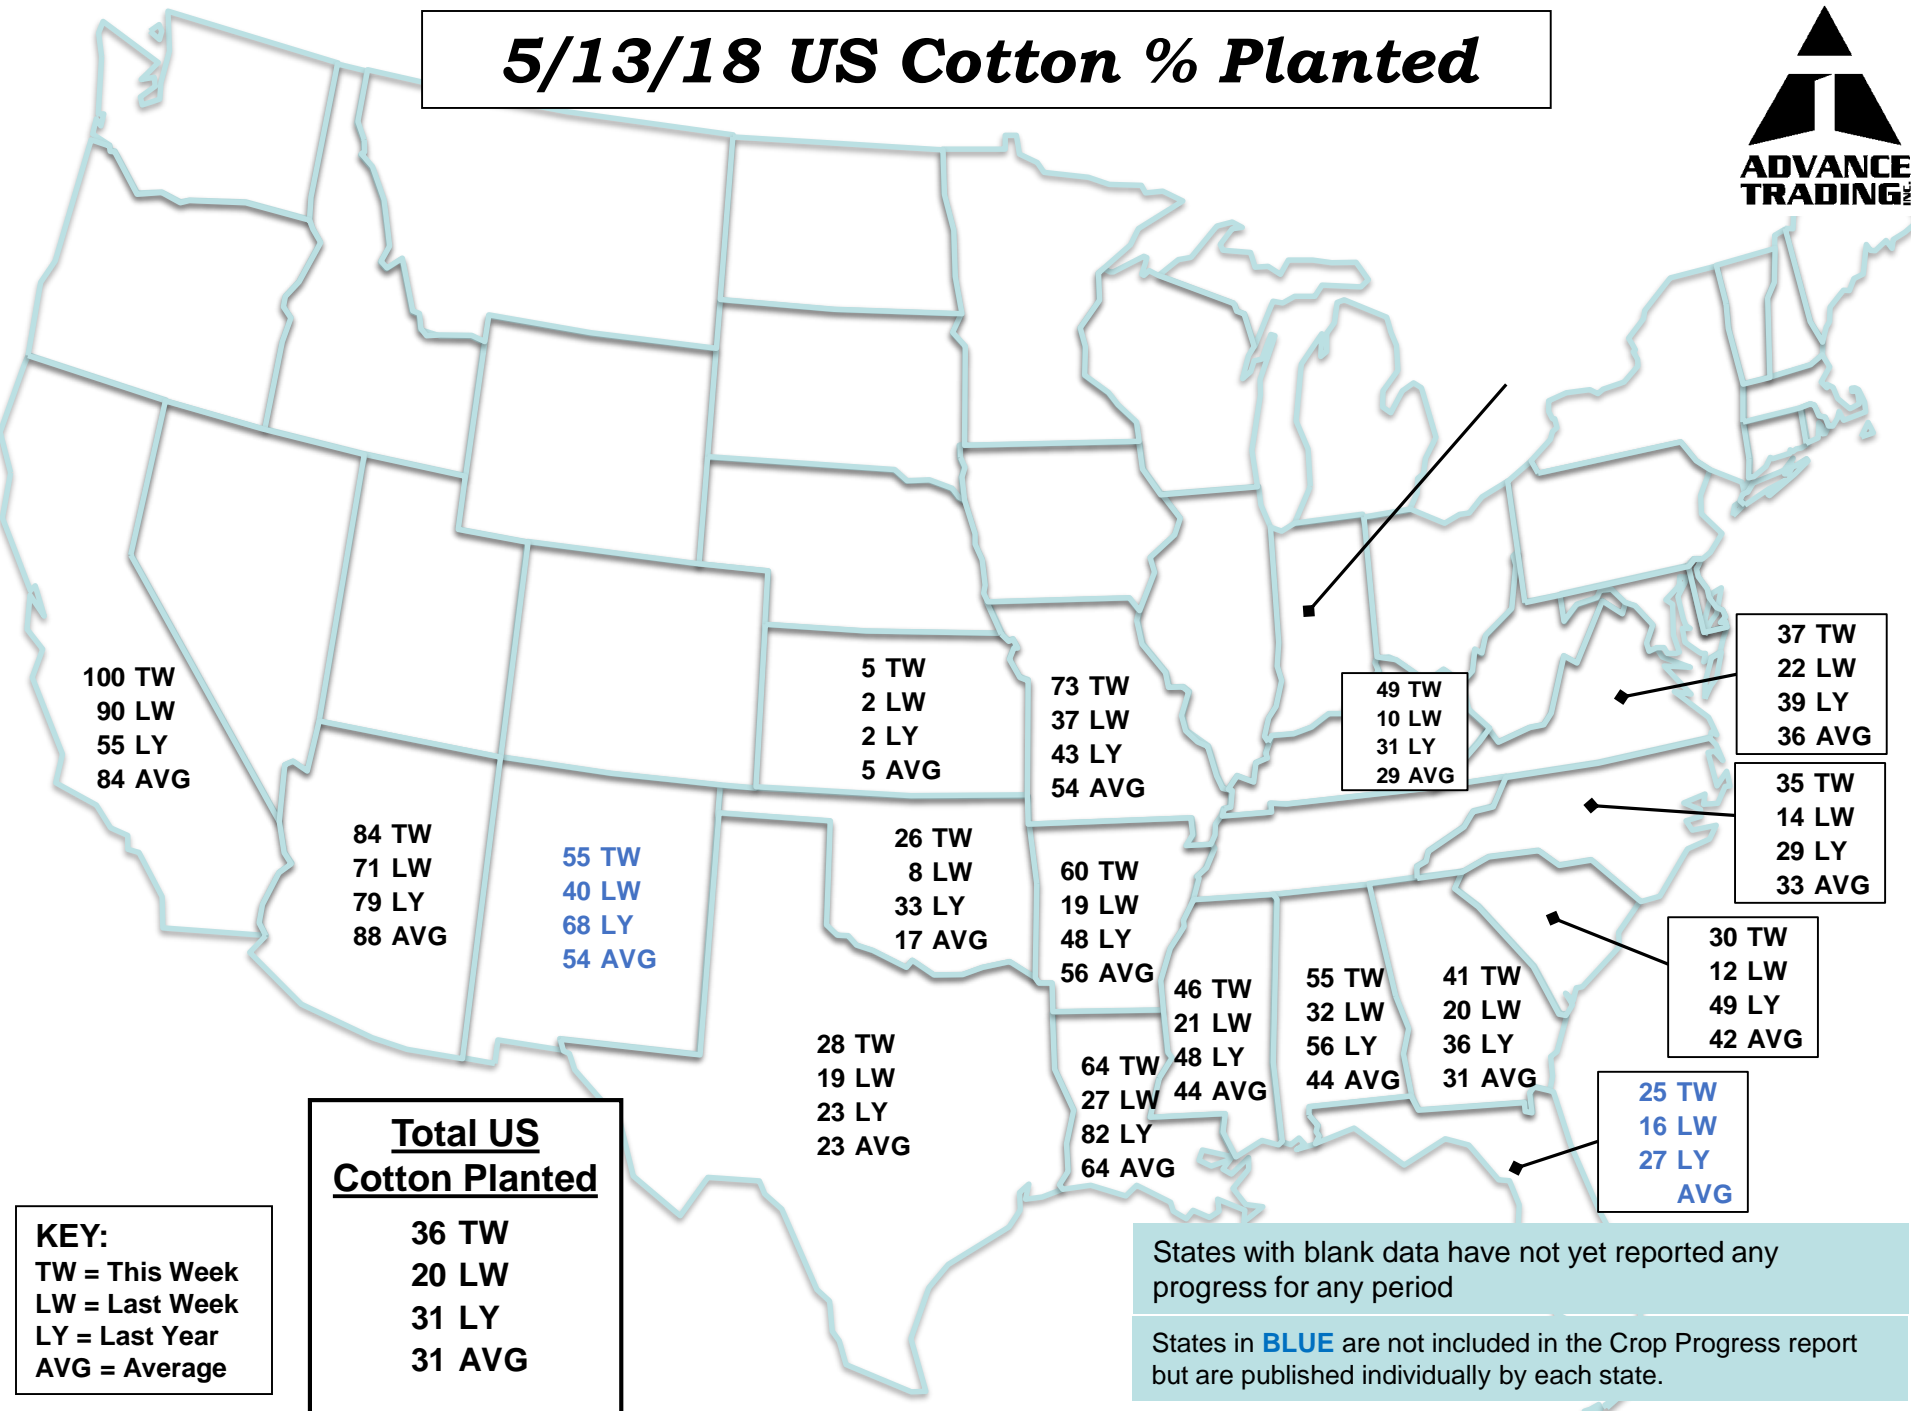 5/13/18 US Cotton % Planted
ADVANCE
TRADING INC.
100 TW
90 LW
55 LY
84 AVG
84 TW
71 LW
79 LY
88 AVG
55 TW
40 LW
68 LY
54 AVG
5 TW
2 LW
2 LY
5 AVG
73 TW
37 LW
43 LY
54 AVG
49 TW
10 LW
31 LY
29 AVG
37 TW
22 LW
39 LY
36 AVG
35 TW
14 LW
29 LY
33 AVG
26 TW
8 LW
33 LY
17 AVG
60 TW
19 LW
48 LY
56 AVG
30 TW
12 LW
49 LY
42 AVG
46 TW
21 LW
48 LY
44 AVG
55 TW
32 LW
56 LY
44 AVG
41 TW
20 LW
36 LY
31 AVG
28 TW
19 LW
23 LY
23 AVG
64 TW
27 LW
82 LY
64 AVG
25 TW
16 LW
27 LY
AVG
Total US
Cotton Planted
36 TW
20 LW
31 LY
31 AVG
KEY:
TW = This Week
LW = Last Week
LY = Last Year
AVG = Average
States with blank data have not yet reported any
progress for any period
States in BLUE are not included in the Crop Progress report
but are published individually by each state.